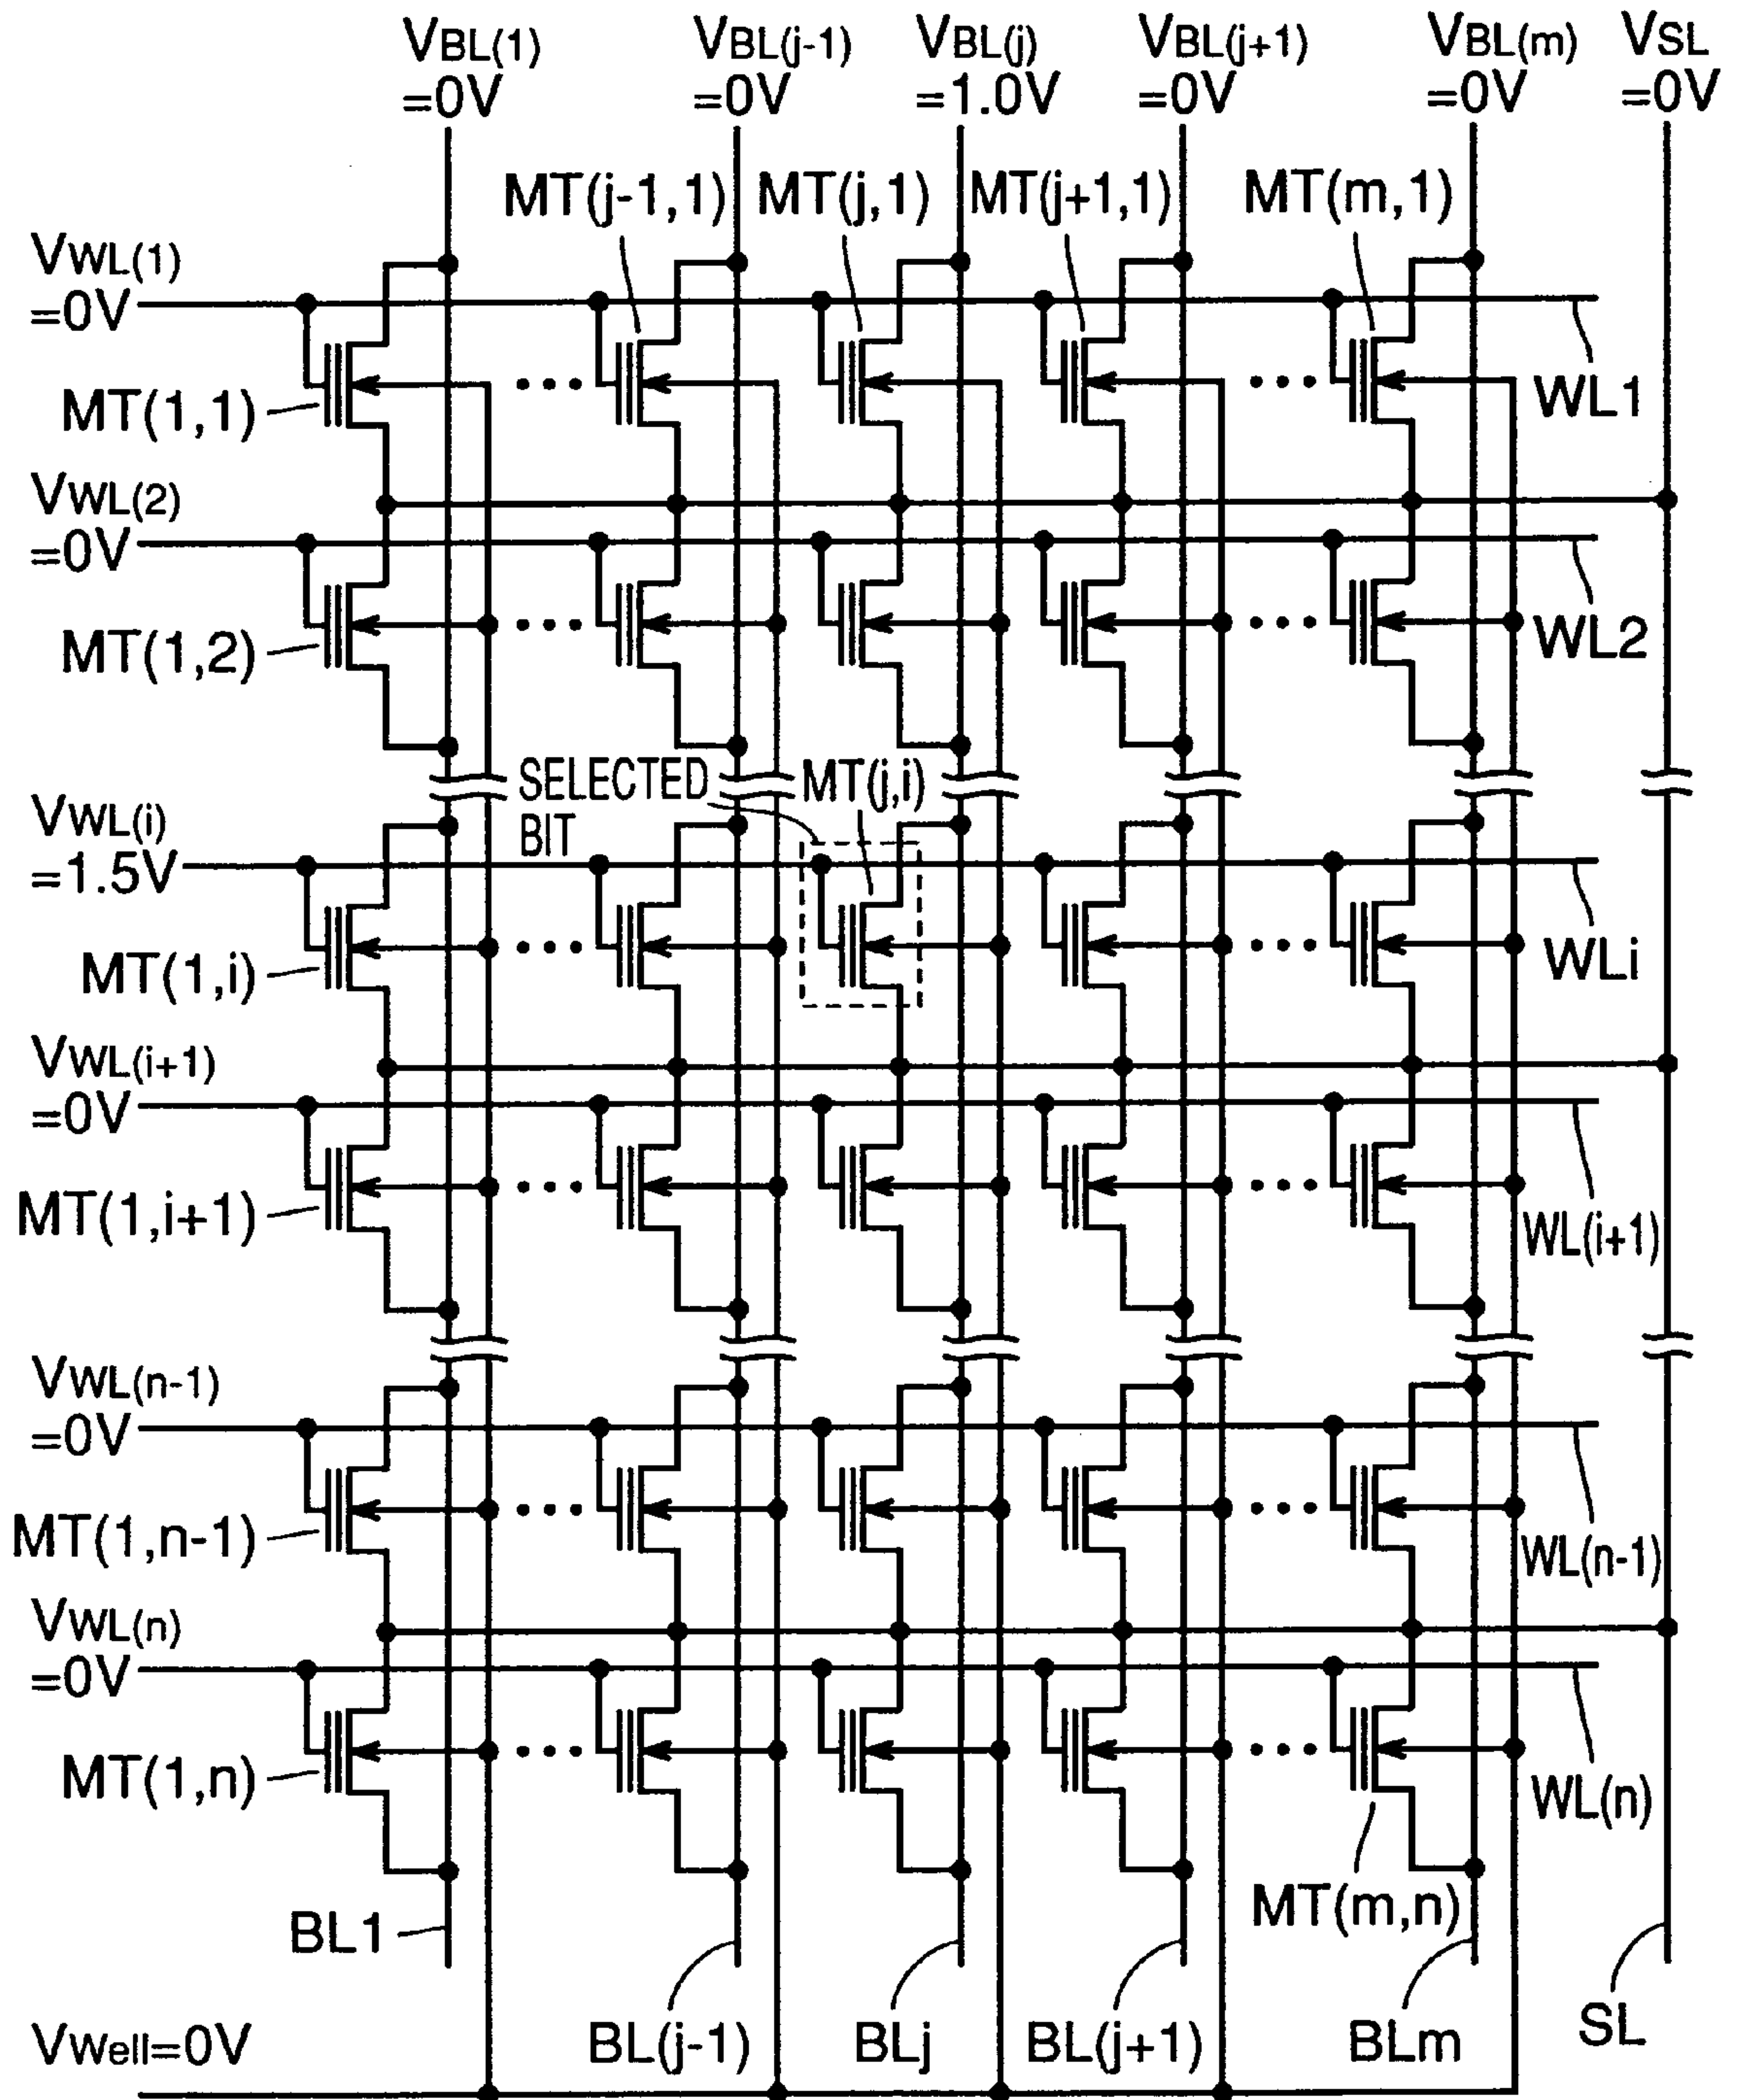 VBL(1) VBL(j-1) VBL(j) VBL(j+1) VBL(m) VSL
=0V =0V =1.0V =0V =0V =0V
MT(j-1,1) MT(j,1) MT(j+1,1) MT(m,1)
VWL(1)
=0V
WL1
MT(1,1)
VWL(2)
=0V
WL2
MT(1,2)
SELECTED MT(j,i)
BIT
VWL(i)
=1.5V
WLi
MT(1,i)
VWL(i+1)
=0V
MT(1,i+1)
WL(i+1)
VWL(n-1)
=0V
MT(1,n-1)
WL(n-1)
VWL(n)
=0V
MT(1,n)
WL(n)
MT(m,n)
BL1
SL
VWell=0V
BL(j-1) BLj BL(j+1) BLm